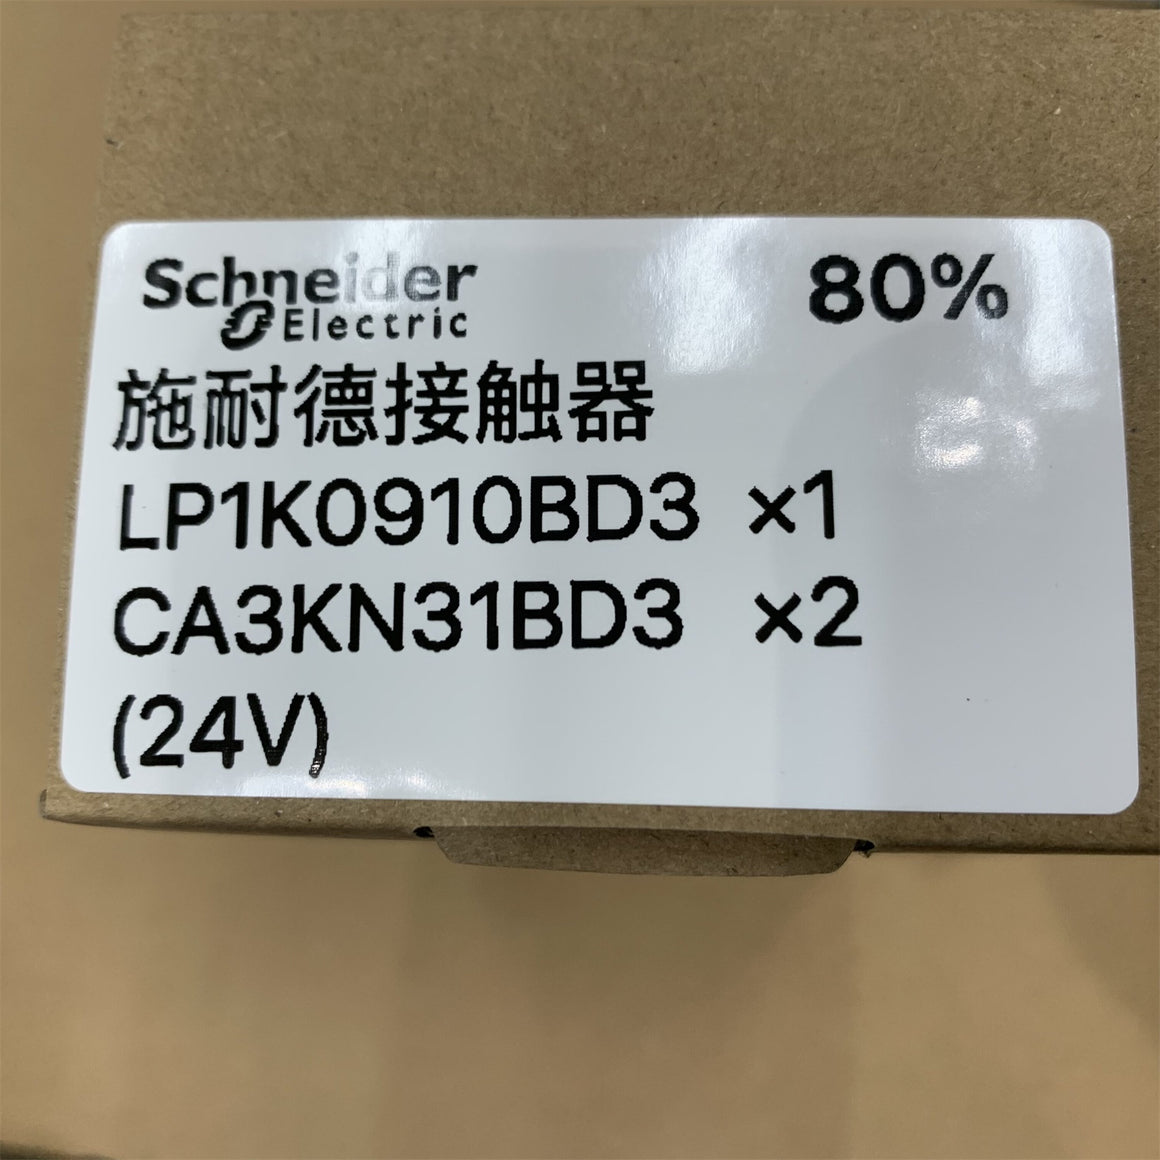 Schneider 80%
Electric
施耐德接触器
LP1K0910BD3 ×1
CA3KN31BD3 ×2
(24V)